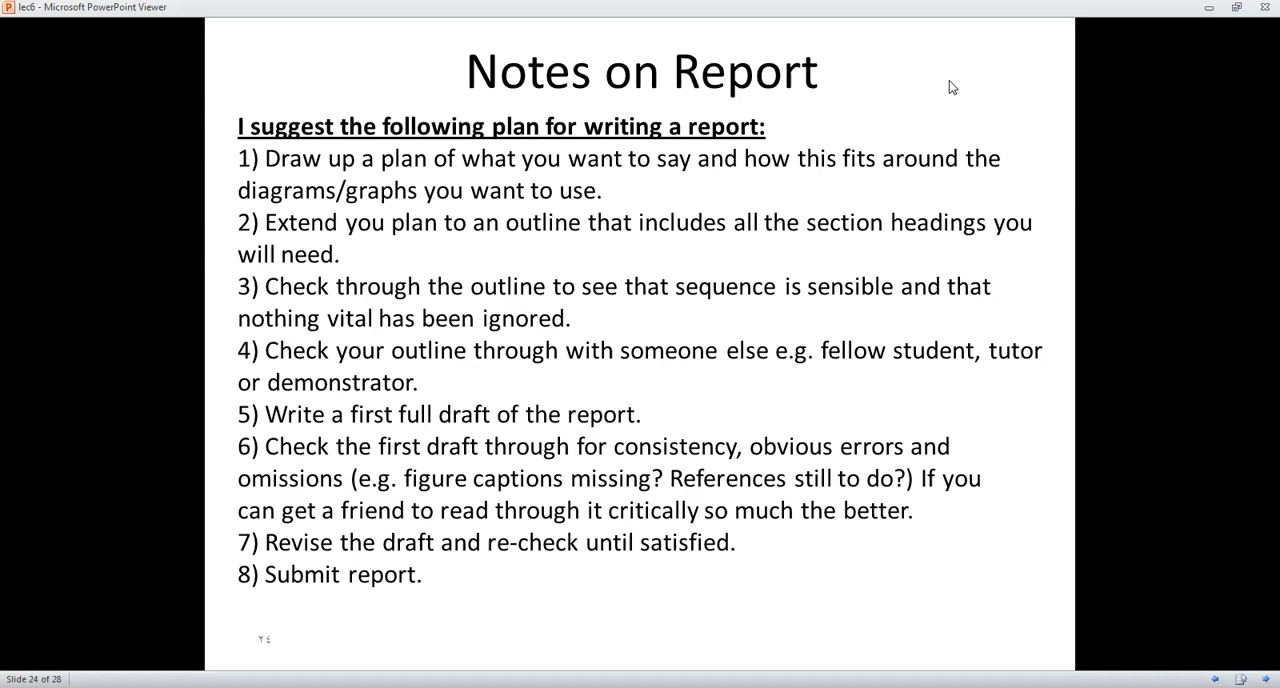 lec6 - Microsoft PowerPoint Viewer
Notes on Report
I suggest the following plan for writing a report:
1) Draw up a plan of what you want to say and how this fits around the
diagrams/graphs you want to use.
2) Extend you plan to an outline that includes all the section headings you
will need.
3) Check through the outline to see that sequence is sensible and that
nothing vital has been ignored.
4) Check your outline through with someone else e.g. fellow student, tutor
or demonstrator.
5) Write a first full draft of the report.
6) Check the first draft through for consistency, obvious errors and
omissions (e.g. figure captions missing? References still to do?) If you
can get a friend to read through it critically so much the better.
7) Revise the draft and re-check until satisfied.
8) Submit report.
٢٤
Slide 24 of 28